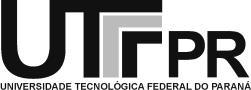 UTFPR
UNIVERSIDADE TECNOLÓGICA FEDERAL DO PARANÁ